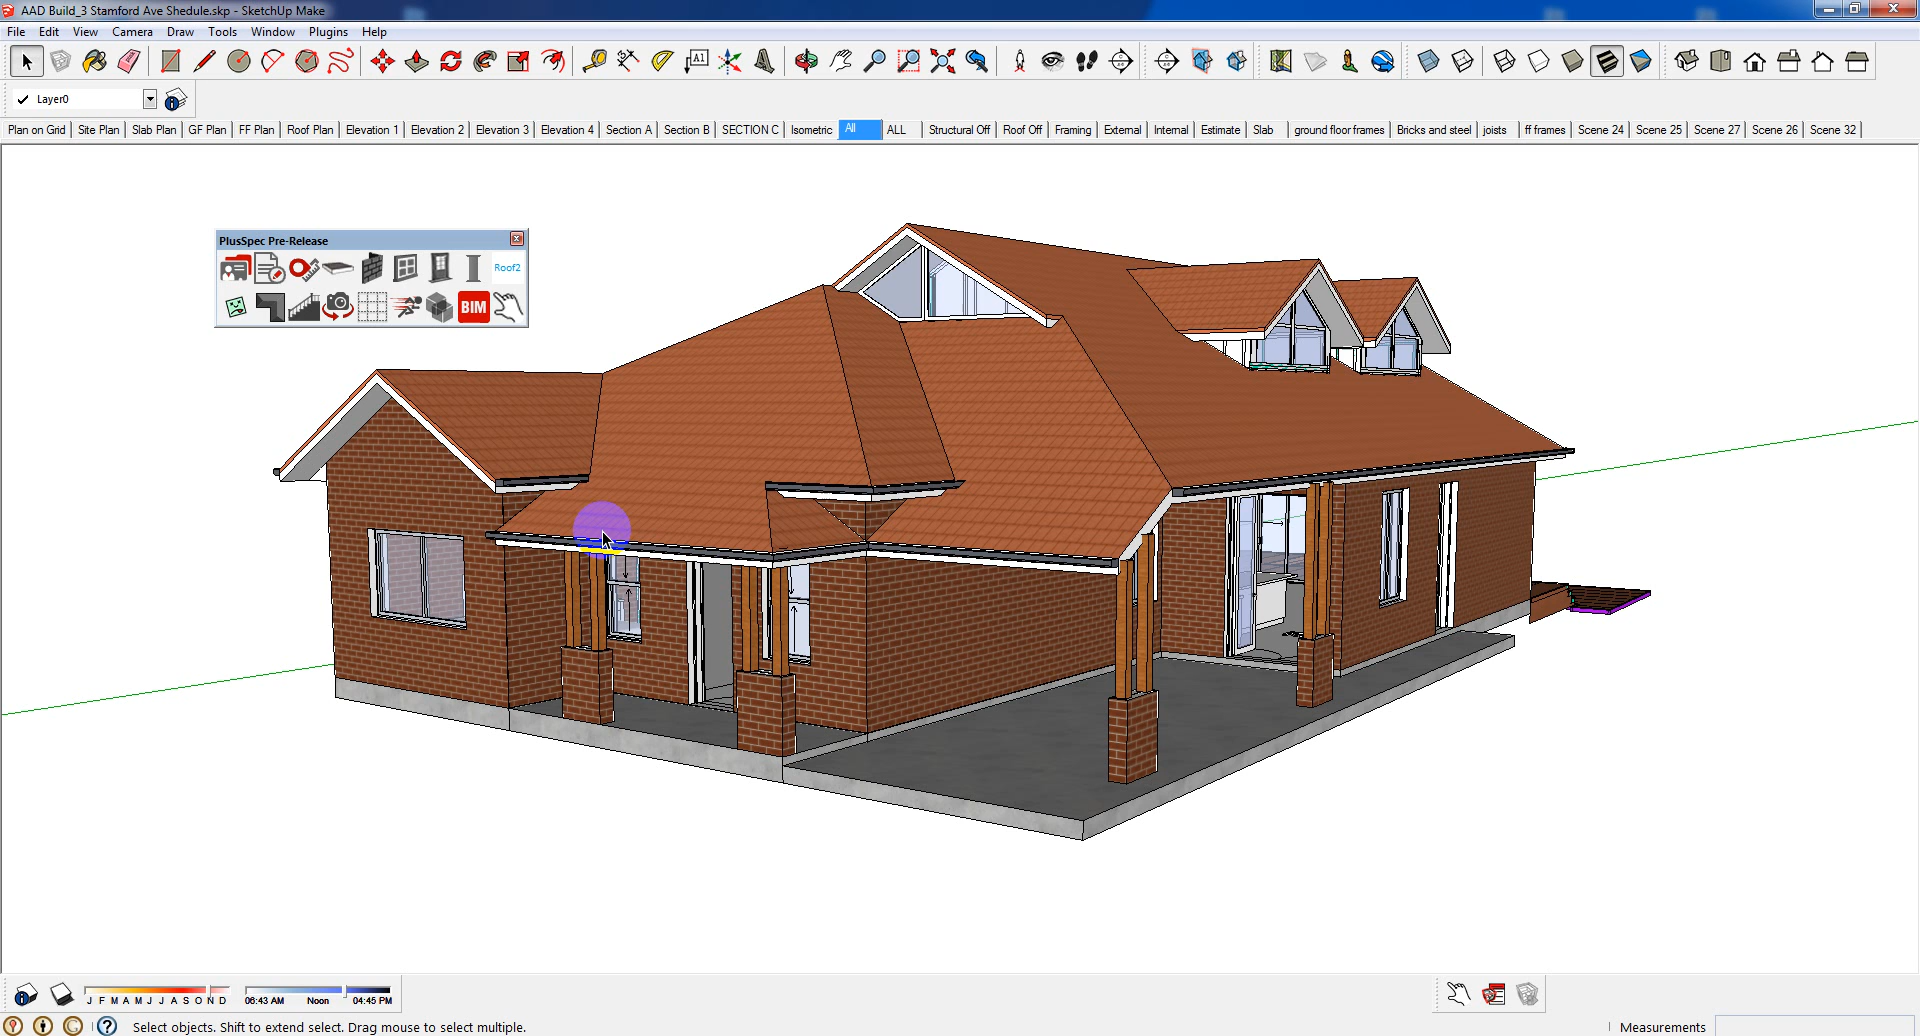 AAD Build_3 Stamford Ave Shedule.skp - SketchUp Make
File Edit View Camera Draw Tools Window Plugins Help
A1
Layer0
Plan on Grid Site Plan Slab Plan GF Plan FF Plan Roof Plan Elevation 1 Elevation 2 Elevation 3 Elevation 4 Section A Section B SECTION C Isometric All ALL Structural Off Roof Off Framing External Internal Estimate Slab ground floor frames Bricks and steel joists ff frames Scene 24 Scene 25 Scene 27 Scene 26 Scene 32
PlusSpec Pre-Release
Roof2
BIM
J F M A M J J A S O N D 06:43 AM Noon 04:45 PM
Select objects. Shift to extend select. Drag mouse to select multiple. Measurements